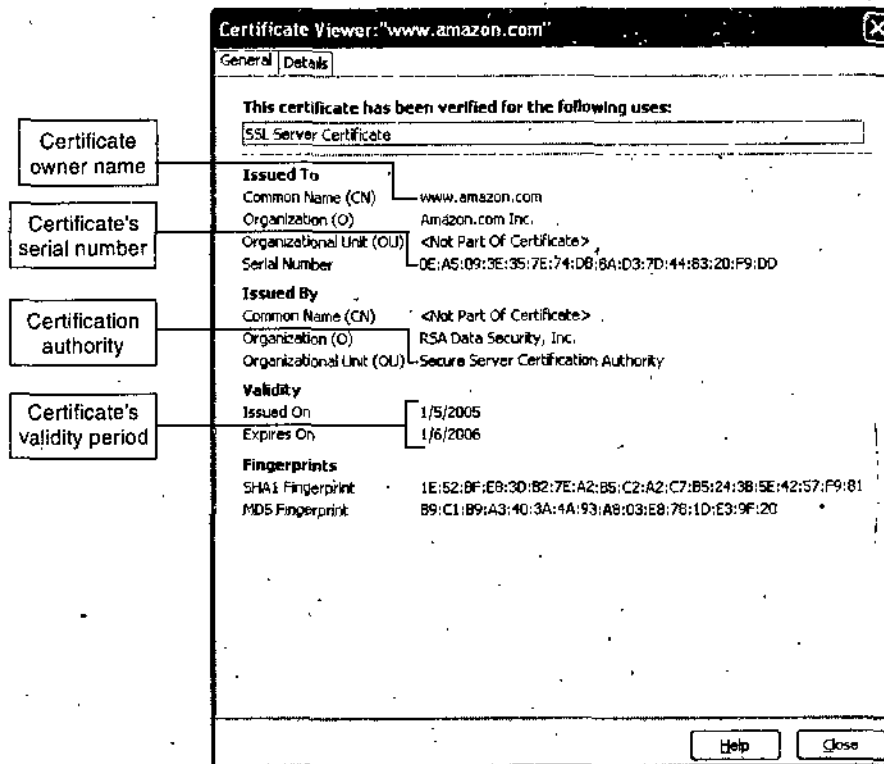 Certificate Viewer:"www.amazon.com"
General Details
This certificate has been verified for the following uses:
SSL Server Certificate
Certificate
owner name
Issued To
Common Name (CN) www.amazon.com
Organization (O) Amazon.com Inc.
Organizational Unit (OU) <Not Part Of Certificate>
Serial Number 0E:A5:09:3E:35:7E:74:DB:8A:D3:7D:44:83:20:F9:DD
Certificate's
serial number
Issued By
Common Name (CN) <Not Part Of Certificate>
Organization (O) RSA Data Security, Inc.
Organizational Unit (OU) Secure Server Certification Authority
Certification
authority
Validity
Issued On 1/5/2005
Expires On 1/6/2006
Certificate's
validity period
Fingerprints
SHA1 Fingerprint 1E:52:BF:EB:3D:B2:7E:A2:B5:C2:A2:C7:B5:24:3B:5E:42:57:F9:81
MD5 Fingerprint B9:C1:B9:A3:40:3A:4A:93:A8:03:E8:78:1D:E3:9F:20
Help Close